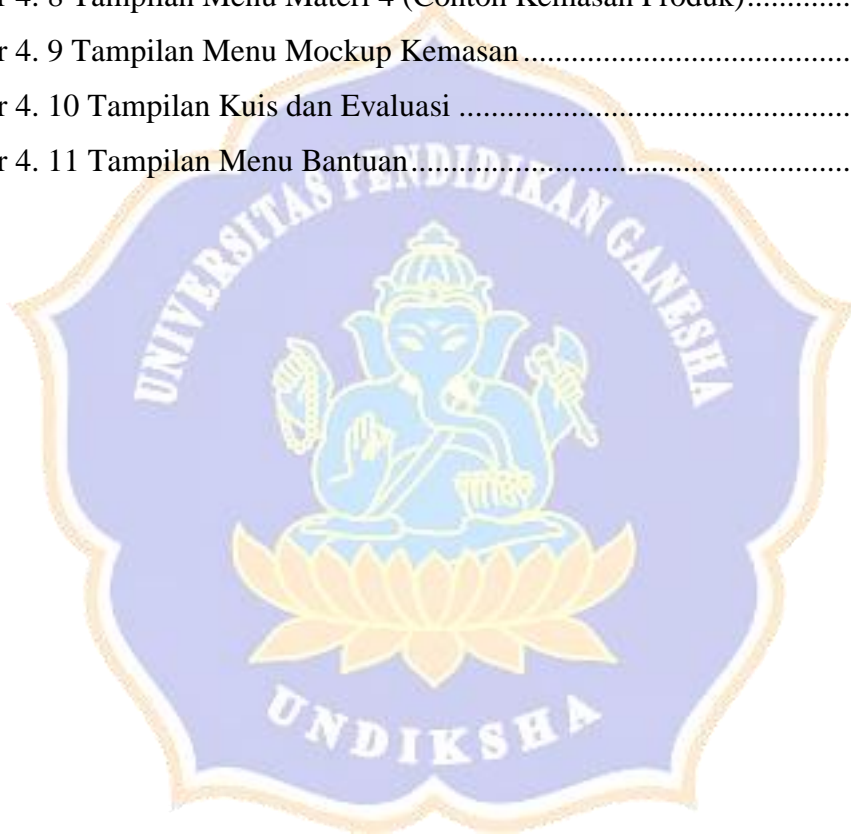 r 4. 8 Tampilan Menu Materi 4 (Contoh Kemasan Produk).............
r 4. 9 Tampilan Menu Mockup Kemasan.......................................
r 4. 10 Tampilan Kuis dan Evaluasi ...............................................
r 4. 11 Tampilan Menu Bantuan.....................................................
UNIVERSITAS PENDIDIKAN GANESHA
UNDIKSHA